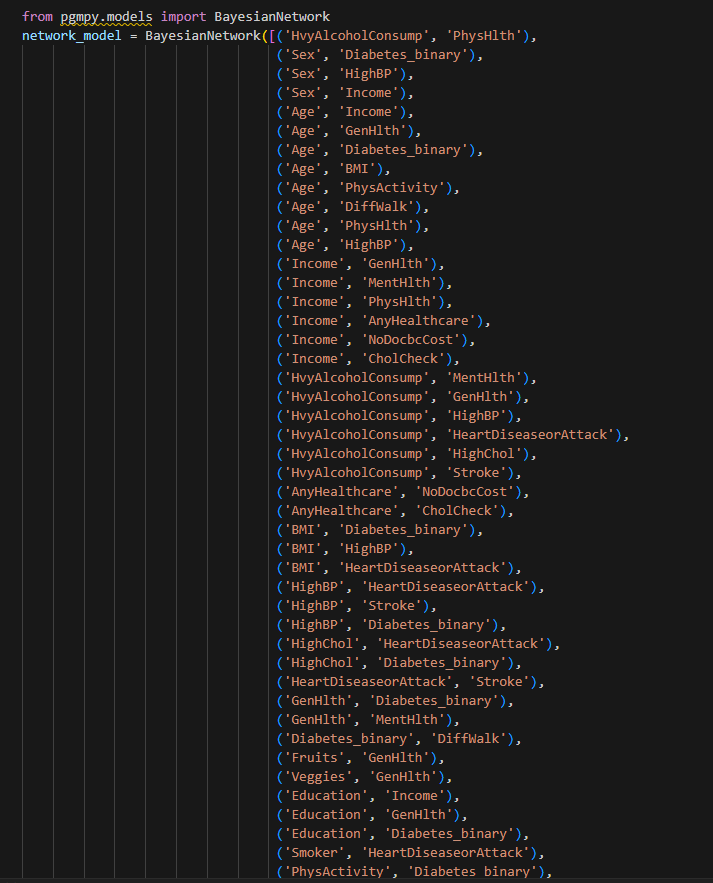 from pgmpy.models import BayesianNetwork
network_model = BayesianNetwork([('HvyAlcoholConsump', 'PhysHlth'),
('Sex', 'Diabetes_binary'),
('Sex', 'HighBP'),
('Sex', 'Income'),
('Age', 'Income'),
('Age', 'GenHlth'),
('Age', 'Diabetes_binary'),
('Age', 'BMI'),
('Age', 'PhysActivity'),
('Age', 'DiffWalk'),
('Age', 'PhysHlth'),
('Age', 'HighBP'),
('Income', 'GenHlth'),
('Income', 'MentHlth'),
('Income', 'PhysHlth'),
('Income', 'AnyHealthcare'),
('Income', 'NoDocbcCost'),
('Income', 'CholCheck'),
('HvyAlcoholConsump', 'MentHlth'),
('HvyAlcoholConsump', 'GenHlth'),
('HvyAlcoholConsump', 'HighBP'),
('HvyAlcoholConsump', 'HeartDiseaseorAttack'),
('HvyAlcoholConsump', 'HighChol'),
('HvyAlcoholConsump', 'Stroke'),
('AnyHealthcare', 'NoDocbcCost'),
('AnyHealthcare', 'CholCheck'),
('BMI', 'Diabetes_binary'),
('BMI', 'HighBP'),
('BMI', 'HeartDiseaseorAttack'),
('HighBP', 'HeartDiseaseorAttack'),
('HighBP', 'Stroke'),
('HighBP', 'Diabetes_binary'),
('HighChol', 'HeartDiseaseorAttack'),
('HighChol', 'Diabetes_binary'),
('HeartDiseaseorAttack', 'Stroke'),
('GenHlth', 'Diabetes_binary'),
('GenHlth', 'MentHlth'),
('Diabetes_binary', 'DiffWalk'),
('Fruits', 'GenHlth'),
('Veggies', 'GenHlth'),
('Education', 'Income'),
('Education', 'GenHlth'),
('Education', 'Diabetes_binary'),
('Smoker', 'HeartDiseaseorAttack'),
('PhysActivity', 'Diabetes_binary'),